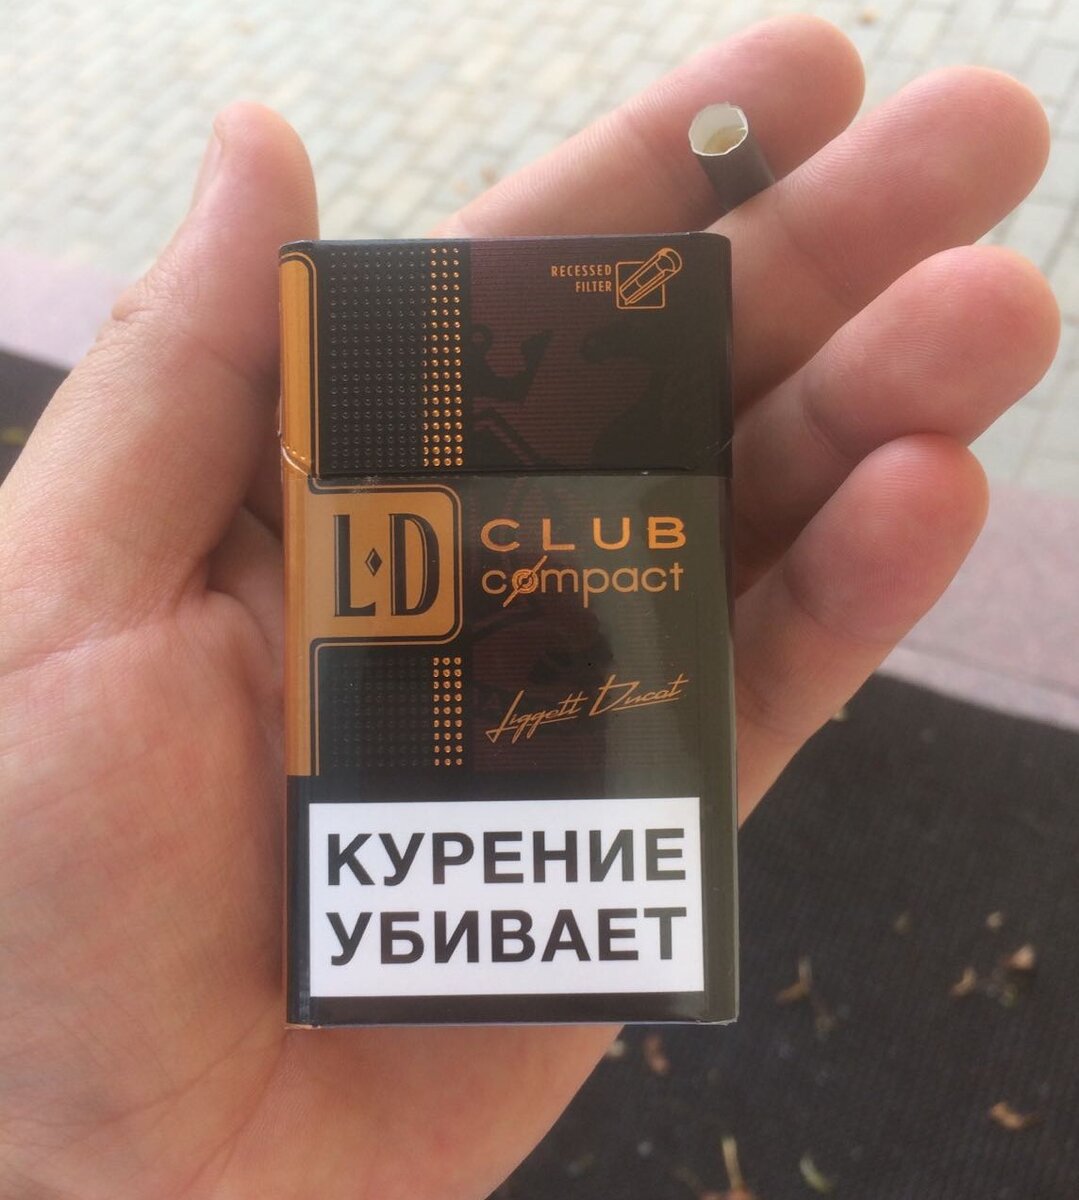 RECESSED
FILTER
L·D
CLUB
compact
Liggett Ducat
КУРЕНИЕ
УБИВАЕТ